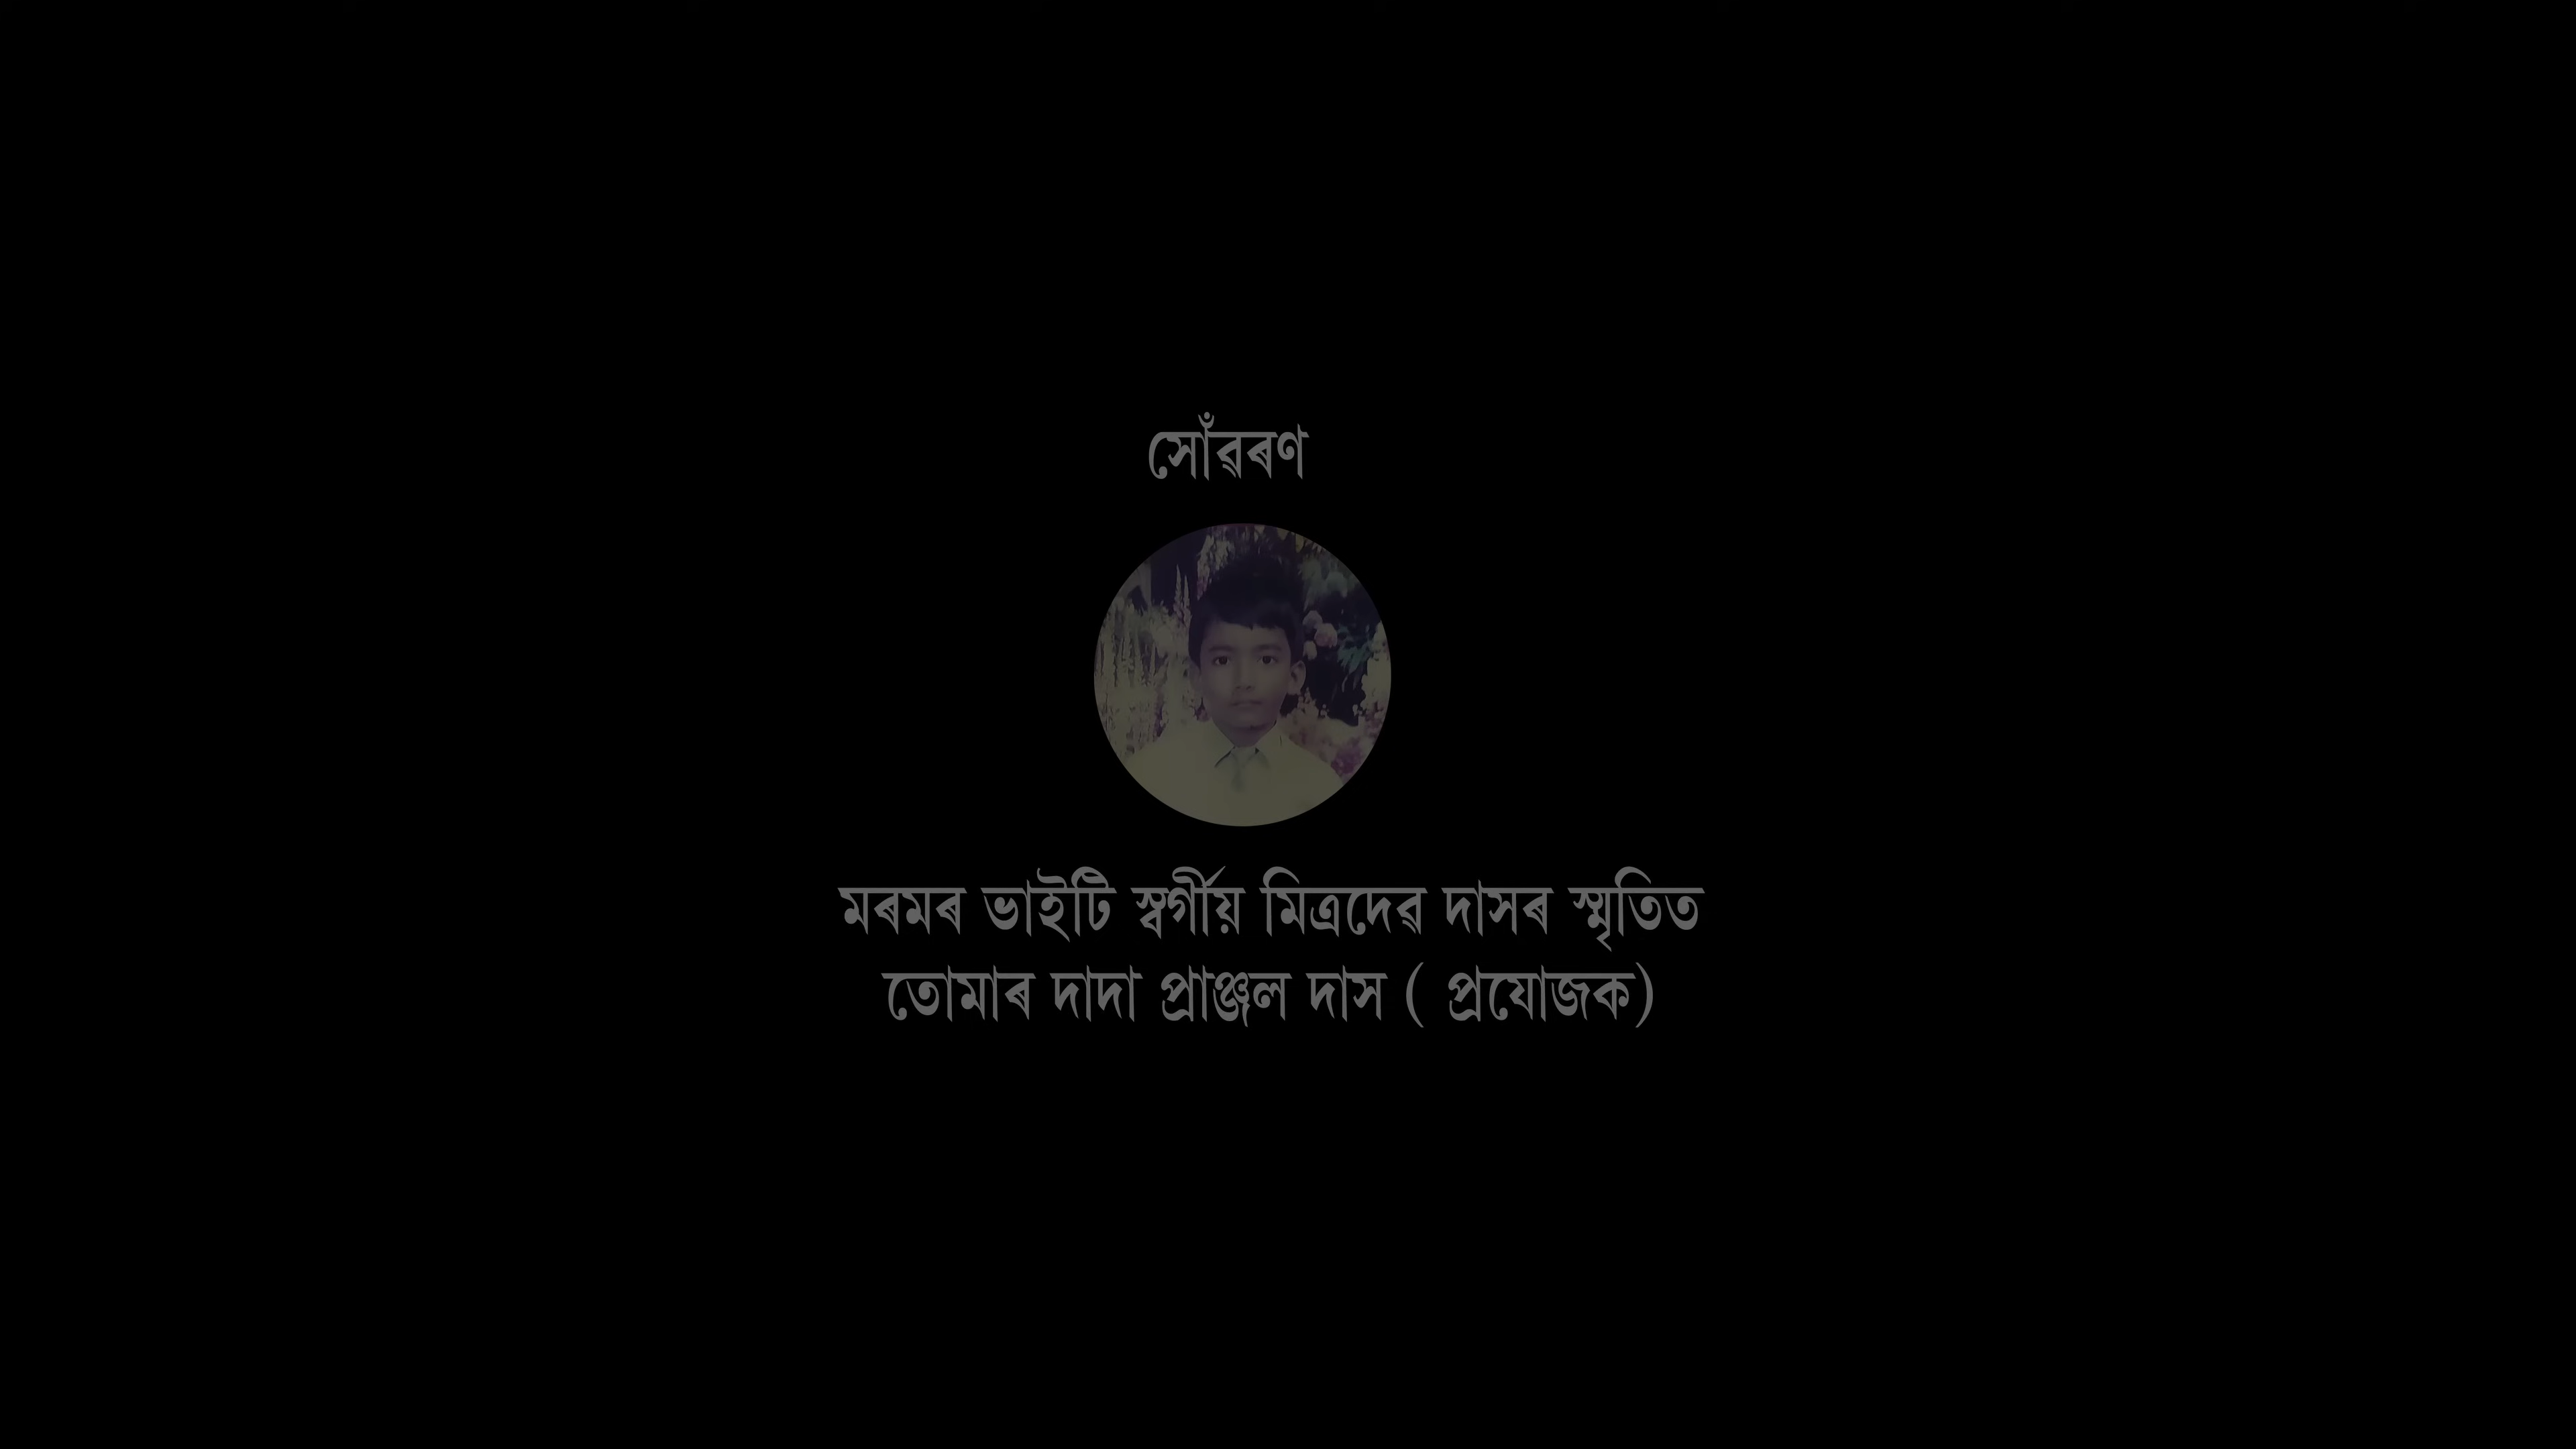 সোঁৱৰণ
মৰমৰ ভাইটি স্বৰ্গীয় মিত্ৰদেৱ দাসৰ স্মৃতিত
তোমাৰ দাদা প্ৰাঞ্জল দাস ( প্ৰযোজক)